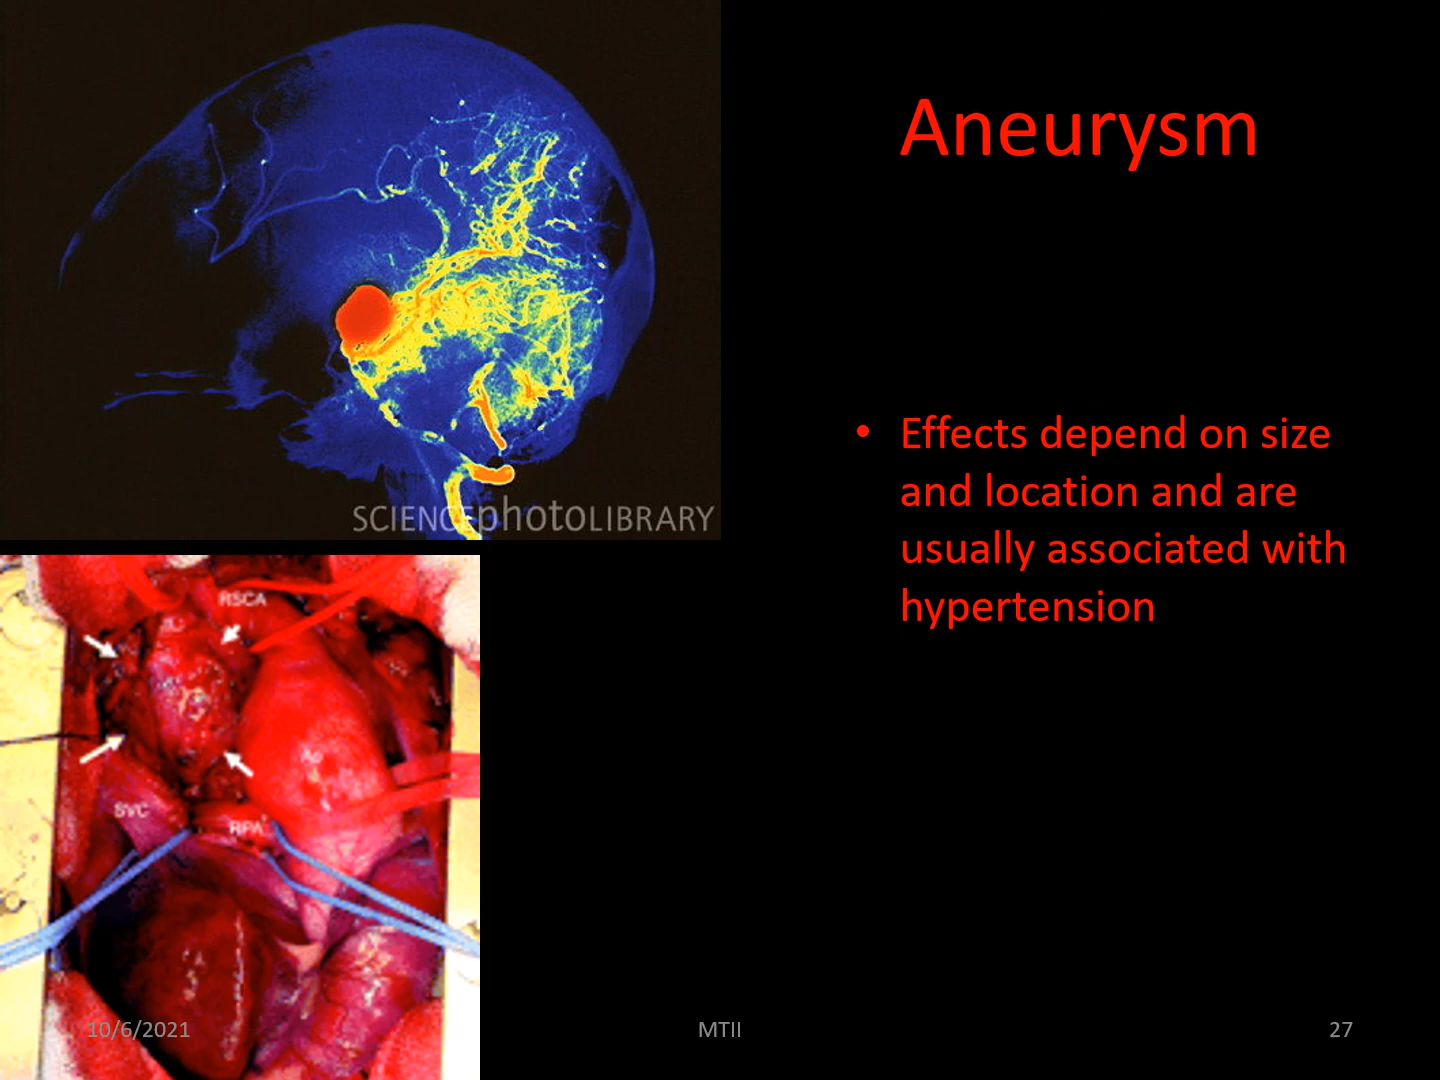 Aneurysm
• Effects depend on size
and location and are
usually associated with
hypertension
SCIENCEphotoLIBRARY
RSCA
Ao
SVC
RPA
10/6/2021
MTII
27